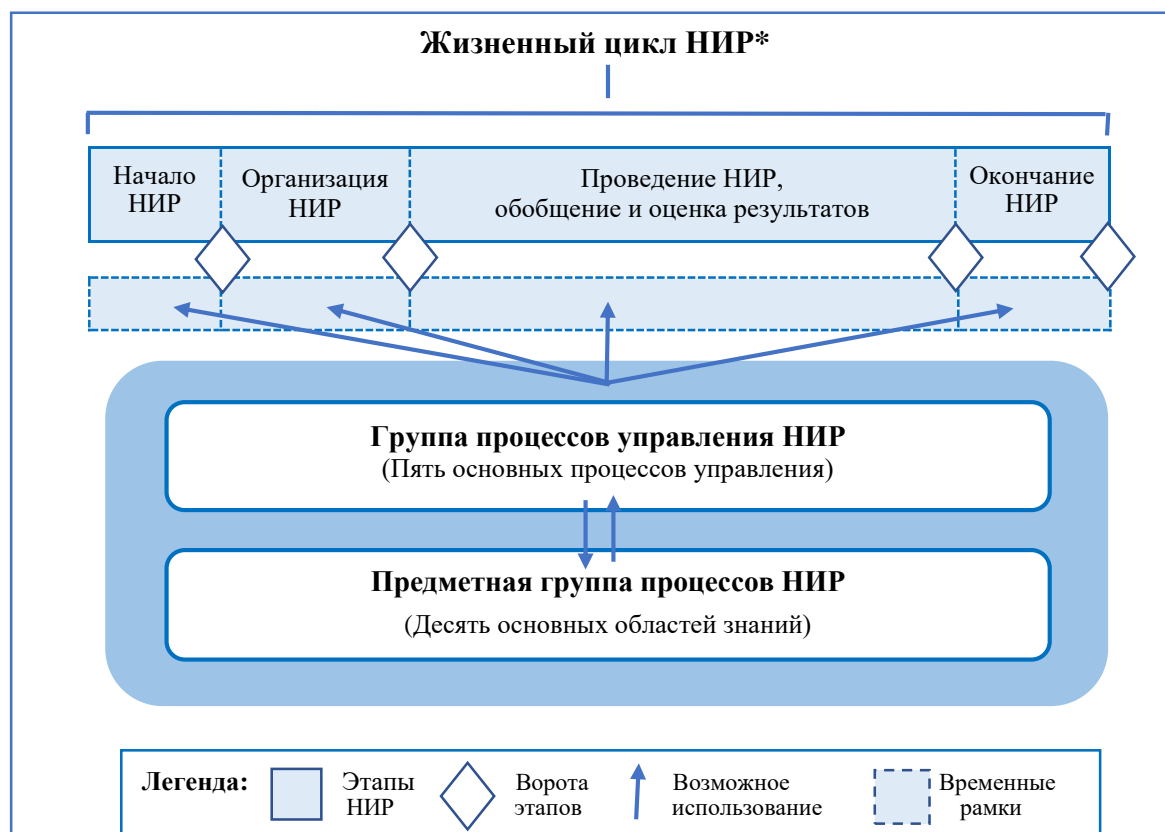 Жизненный цикл НИР*
Начало
НИР
Организация
НИР
Проведение НИР,
обобщение и оценка результатов
Окончание
НИР
Группа процессов управления НИР
(Пять основных процессов управления)
Предметная группа процессов НИР
(Десять основных областей знаний)
Легенда:
Этапы
НИР
Ворота
этапов
Возможное
использование
Временные
рамки